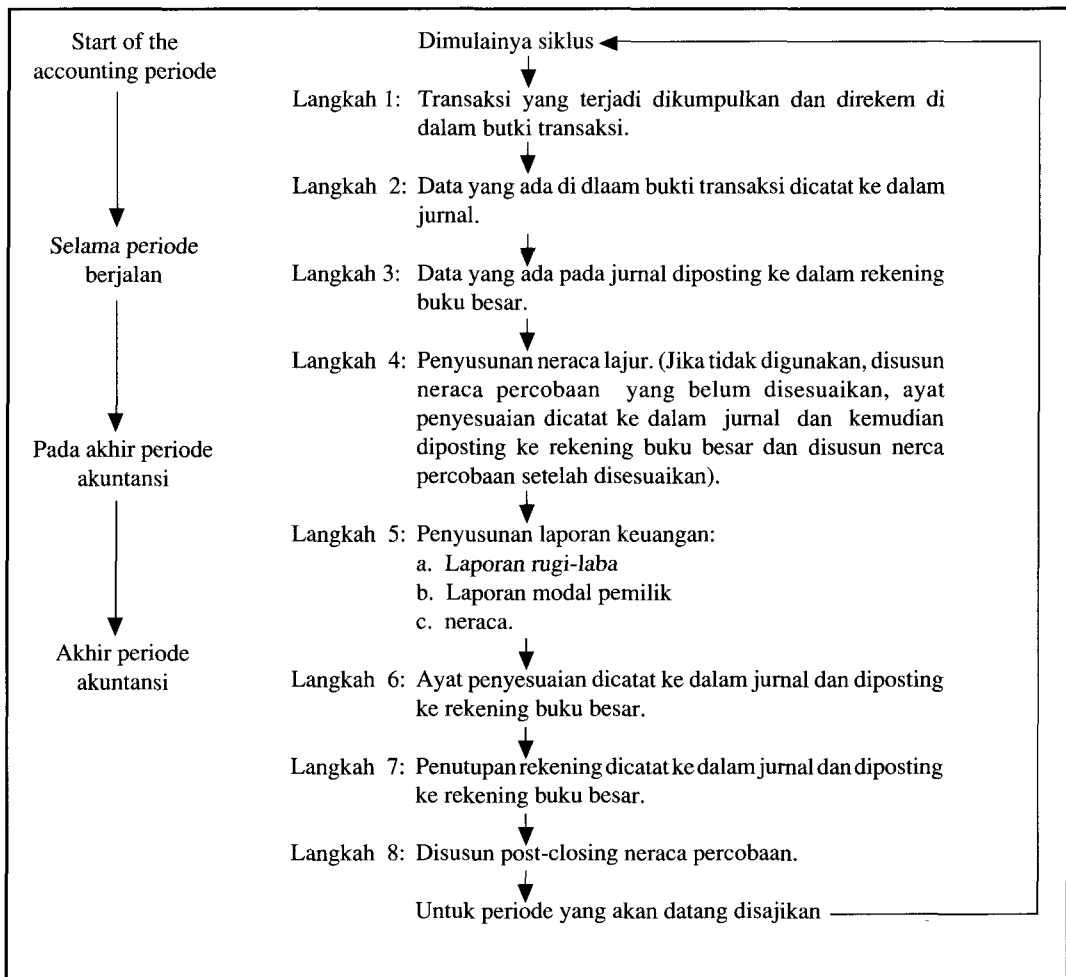 Start of the
accounting periode
Selama periode
berjalan
Pada akhir periode
akuntansi
Akhir periode
akuntansi
Dimulainya siklus
Langkah 1: Transaksi yang terjadi dikumpulkan dan direkem di
dalam butki transaksi.
Langkah 2: Data yang ada di dlaam bukti transaksi dicatat ke dalam
jurnal.
Langkah 3: Data yang ada pada jurnal diposting ke dalam rekening
buku besar.
Langkah 4: Penyusunan neraca lajur. (Jika tidak digunakan, disusun
neraca percobaan yang belum disesuaikan, ayat
penyesuaian dicatat ke dalam jurnal dan kemudian
diposting ke rekening buku besar dan disusun nerca
percobaan setelah disesuaikan).
Langkah 5: Penyusunan laporan keuangan:
a. Laporan rugi-laba
b. Laporan modal pemilik
c. neraca.
Langkah 6: Ayat penyesuaian dicatat ke dalam jurnal dan diposting
ke rekening buku besar.
Langkah 7: Penutupan rekening dicatat ke dalam jurnal dan diposting
ke rekening buku besar.
Langkah 8: Disusun post-closing neraca percobaan.
Untuk periode yang akan datang disajikan